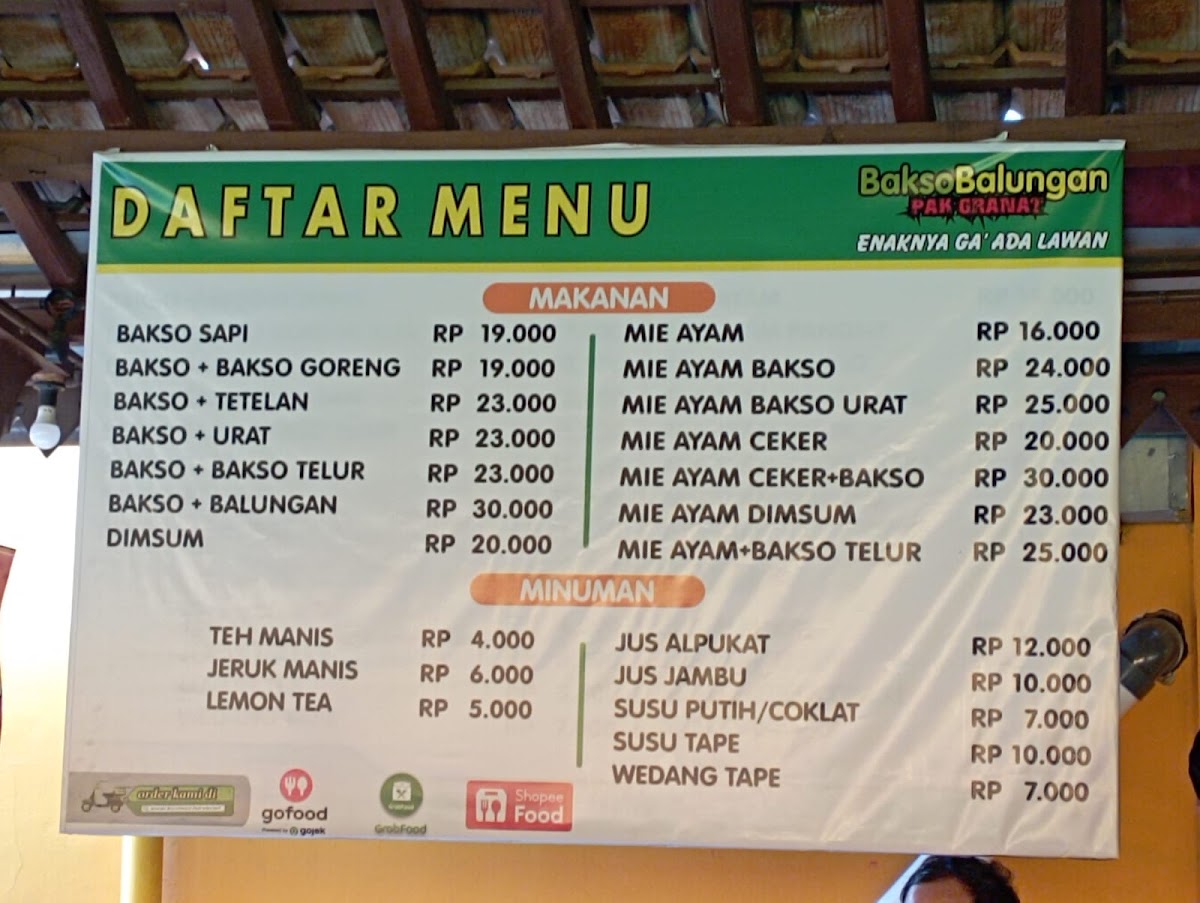 DAFTAR MENU
BaksoBalungan
PAK GRANAT
ENAKNYA GA' ADA LAWAN
MAKANAN
BAKSO SAPI RP 19.000
BAKSO + BAKSO GORENG RP 19.000
BAKSO + TETELAN RP 23.000
BAKSO + URAT RP 23.000
BAKSO + BAKSO TELUR RP 23.000
BAKSO + BALUNGAN RP 30.000
DIMSUM RP 20.000
MIE AYAM RP 16.000
MIE AYAM BAKSO RP 24.000
MIE AYAM BAKSO URAT RP 25.000
MIE AYAM CEKER RP 20.000
MIE AYAM CEKER+BAKSO RP 30.000
MIE AYAM DIMSUM RP 23.000
MIE AYAM+BAKSO TELUR RP 25.000
MINUMAN
TEH MANIS RP 4.000
JERUK MANIS RP 6.000
LEMON TEA RP 5.000
JUS ALPUKAT RP 12.000
JUS JAMBU RP 10.000
SUSU PUTIH/COKLAT RP 7.000
SUSU TAPE RP 10.000
WEDANG TAPE RP 7.000
order kami di
gofood
Powered by gojek
GrabFood
GrabFood
Shopee
Food